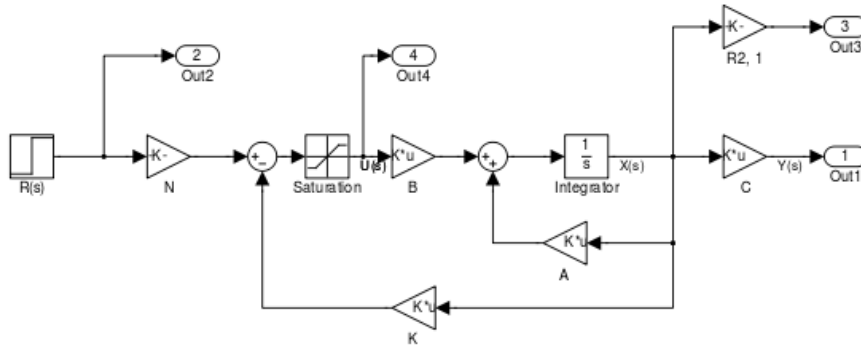 -K-
3
Out3
R2, 1
2
Out2
4
Out4
R(s)
-K-
N
+
−
Saturation
U(s)
K*u
B
+
+
1
s
Integrator
X(s)
K*u
C
Y(s)
1
Out1
K*u
A
K*u
K